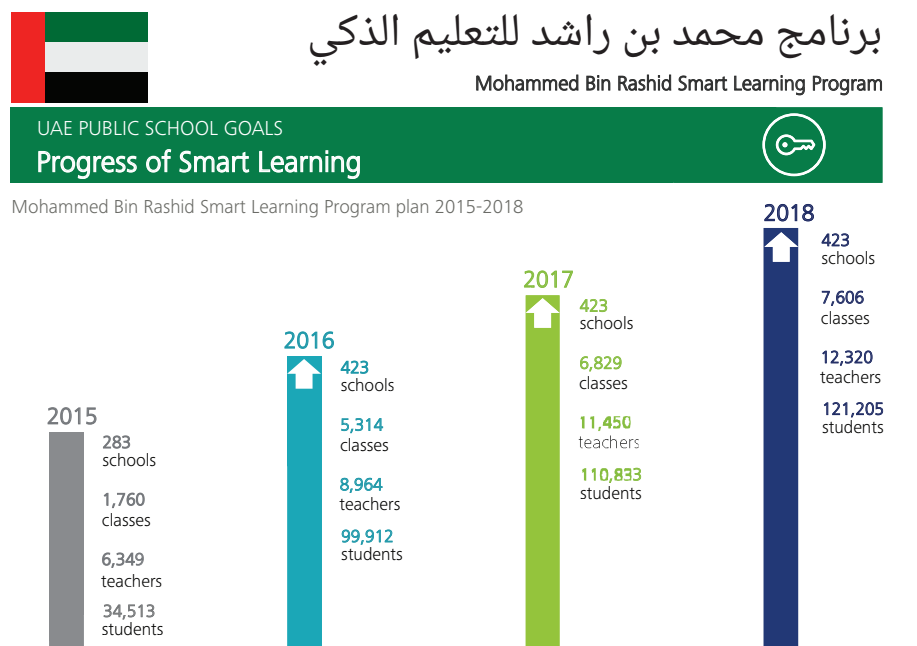 برنامج محمد بن راشد للتعليم الذكي
Mohammed Bin Rashid Smart Learning Program
UAE PUBLIC SCHOOL GOALS
Progress of Smart Learning
Mohammed Bin Rashid Smart Learning Program plan 2015-2018
2015
283
schools
1,760
classes
6,349
teachers
34,513
students
2016
423
schools
5,314
classes
8,964
teachers
99,912
students
2017
423
schools
6,829
classes
11,450
teachers
110,833
students
2018
423
schools
7,606
classes
12,320
teachers
121,205
students